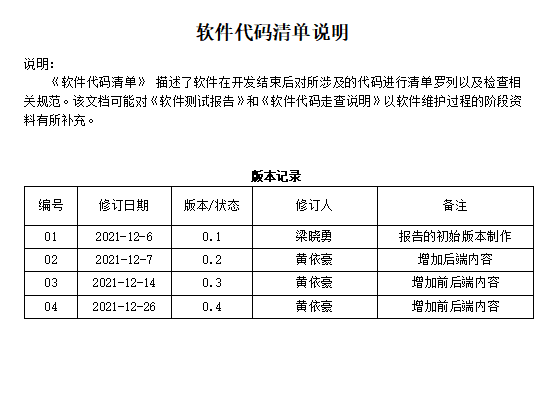 软件代码清单说明
说明：
《软件代码清单》 描述了软件在开发结束后对所涉及的代码进行清单罗列以及检查相
关规范。该文档可能对《软件测试报告》和《软件代码走查说明》以软件维护过程的阶段资
料有所补充。
版本记录
编号 修订日期 版本/状态 修订人 备注
01 2021-12-6 0.1 梁晓勇 报告的初始版本制作
02 2021-12-7 0.2 黄依豪 增加后端内容
03 2021-12-14 0.3 黄依豪 增加前后端内容
04 2021-12-26 0.4 黄依豪 增加前后端内容